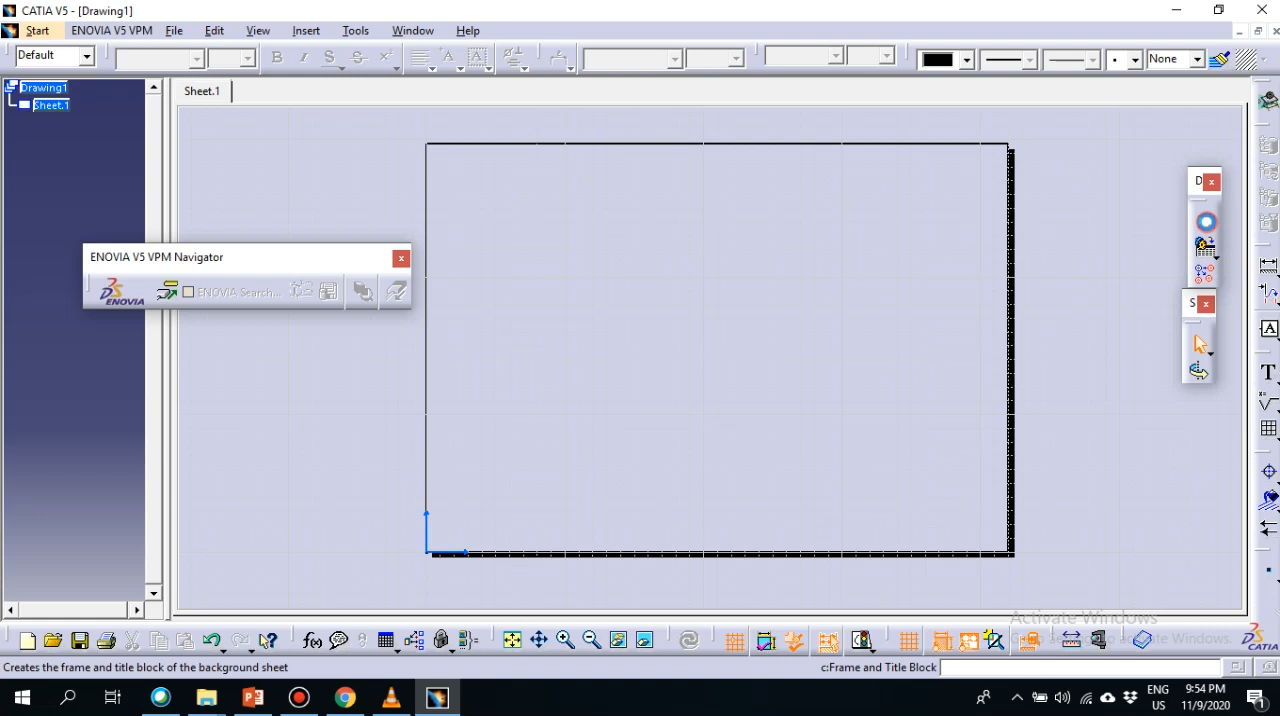 CATIA V5 - [Drawing1]
Start ENOVIA V5 VPM File Edit View Insert Tools Window Help
Default
None
Drawing1
Sheet.1
Sheet.1
ENOVIA V5 VPM Navigator
ENOVIA
ENOVIA Search...
D
S
Activate Windows
CATIA
Creates the frame and title block of the background sheet
c:Frame and Title Block
ENG
US
9:54 PM
11/9/2020
1